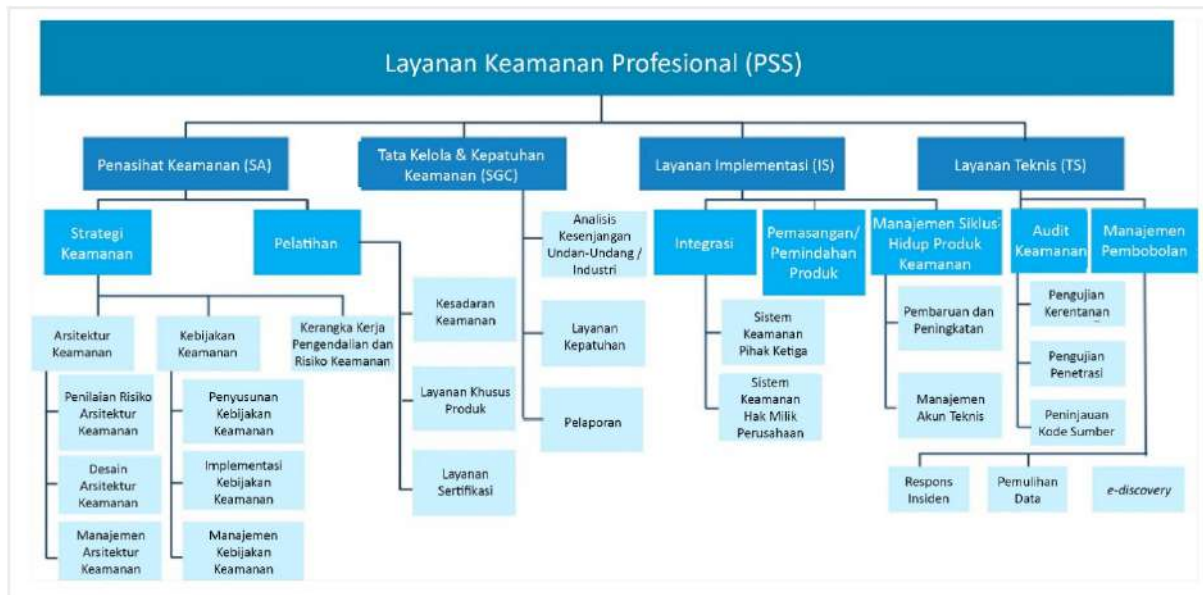 Layanan Keamanan Profesional (PSS)
Penasihat Keamanan (SA)
Tata Kelola & Kepatuhan
Keamanan (SGC)
Layanan Implementasi (IS)
Layanan Teknis (TS)
Strategi
Keamanan
Pelatihan
Analisis
Kesenjangan
Undan-Undang /
Industri
Integrasi
Pemasangan/
Pemindahan
Produk
Manajemen Siklus
Hidup Produk
Keamanan
Audit
Keamanan
Manajemen
Pembobolan
Arsitektur
Keamanan
Kebijakan
Keamanan
Kerangka Kerja
Pengendalian dan
Risiko Keamanan
Kesadaran
Keamanan
Layanan
Kepatuhan
Sistem
Keamanan
Pihak Ketiga
Pembaruan dan
Peningkatan
Pengujian
Kerentanan
Penilaian Risiko
Arsitektur
Keamanan
Penyusunan
Kebijakan
Keamanan
Layanan Khusus
Produk
Pelaporan
Sistem
Keamanan
Hak Milik
Perusahaan
Manajemen
Akun Teknis
Pengujian
Penetrasi
Peninjauan
Kode Sumber
Desain
Arsitektur
Keamanan
Implementasi
Kebijakan
Keamanan
Layanan
Sertifikasi
Respons
Insiden
Pemulihan
Data
e-discovery
Manajemen
Arsitektur
Keamanan
Manajemen
Kebijakan
Keamanan